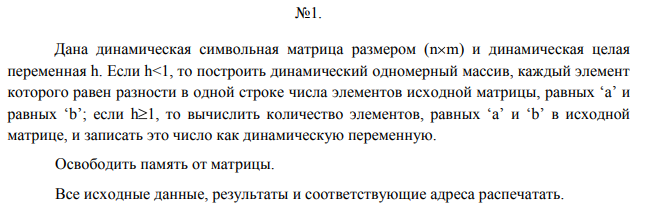 №1.
Дана динамическая символьная матрица размером (n×m) и динамическая целая
переменная h. Если h<1, то построить динамический одномерный массив, каждый элемент
которого равен разности в одной строке числа элементов исходной матрицы, равных ‘a’ и
равных ‘b’; если h≥1, то вычислить количество элементов, равных ‘a’ и ‘b’ в исходной
матрице, и записать это число как динамическую переменную.
Освободить память от матрицы.
Все исходные данные, результаты и соответствующие адреса распечатать.